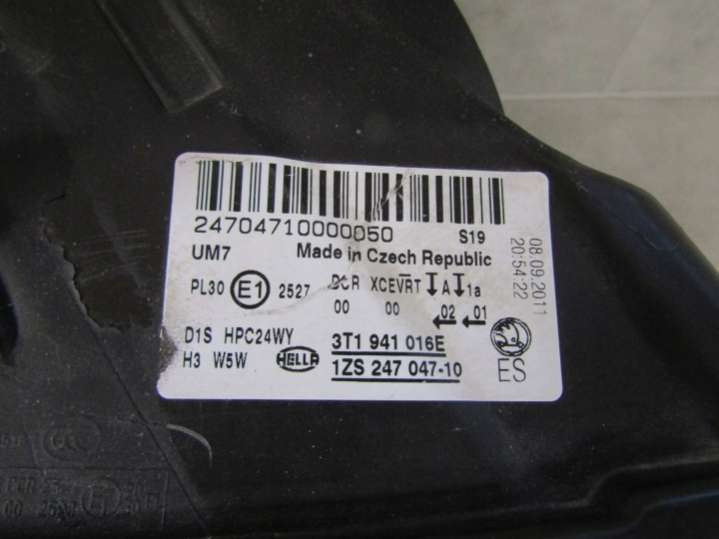 24704710000050 S19
UM7 Made in Czech Republic
PL30 E1 2527 DCR XCEVRT A 1a
00 00 02 01
D1S HPC24WY 3T1 941 016E
H3 W5W HELLA 1ZS 247 047-10
ES
08.09.2011
20:54:22